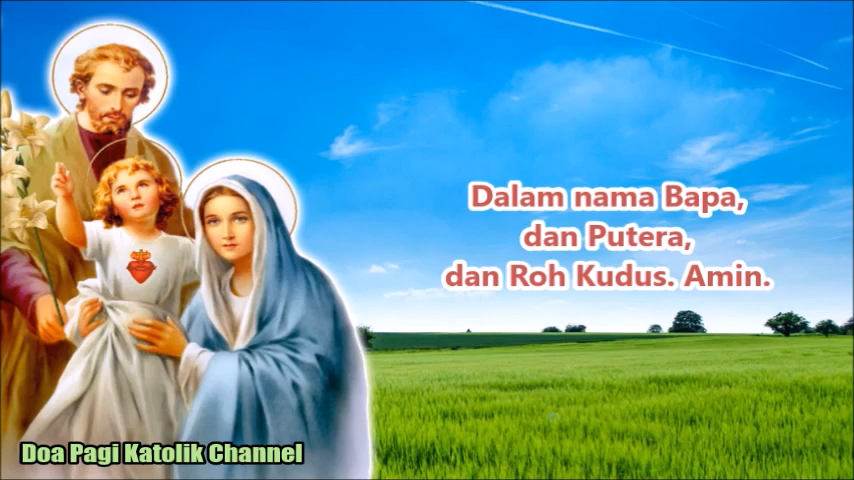 Dalam nama Bapa,
dan Putera,
dan Roh Kudus. Amin.
Doa Pagi Katolik Channel